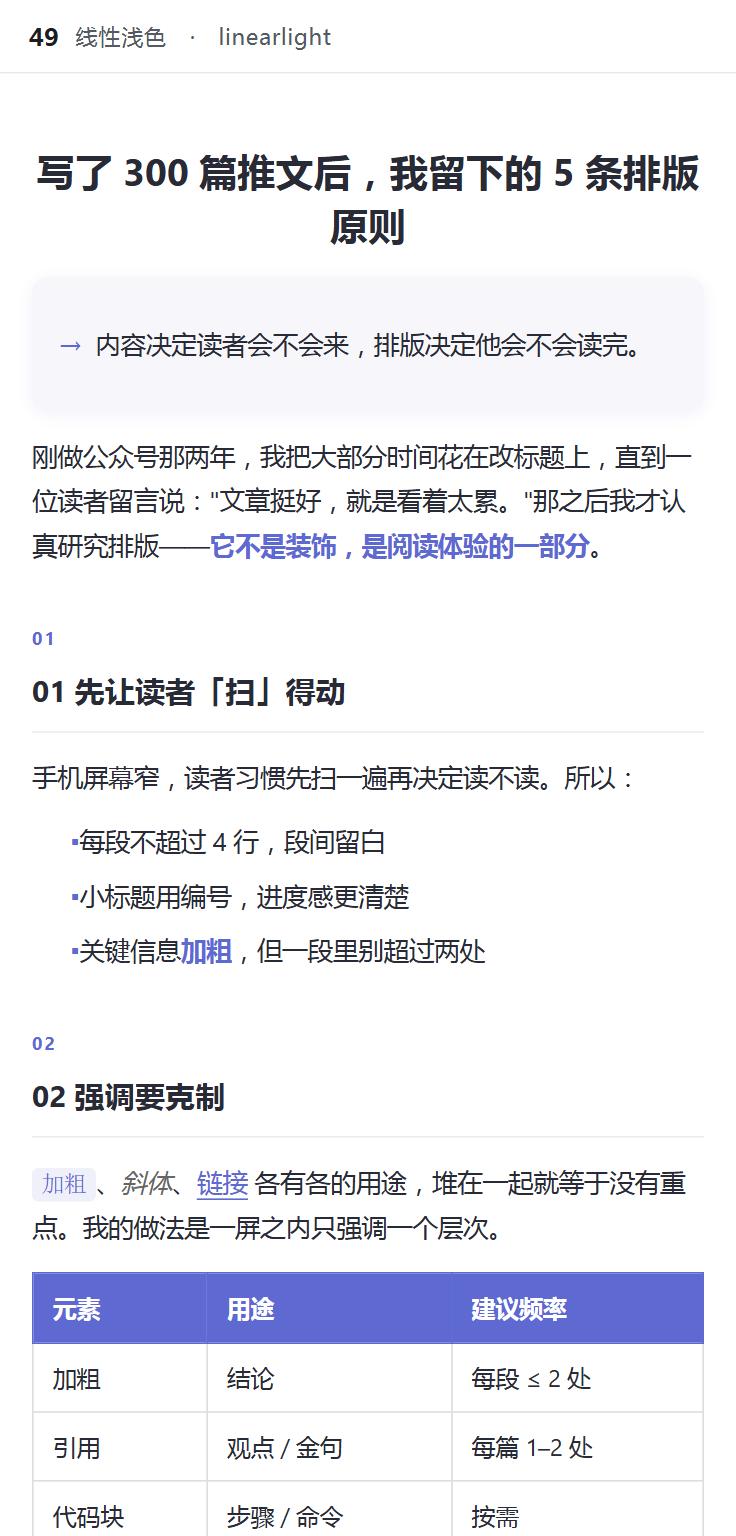 49 线性浅色 · linearlight
写了 300 篇推文后，我留下的 5 条排版
原则
→ 内容决定读者会不会来，排版决定他会不会读完。
刚做公众号那两年，我把大部分时间花在改标题上，直到一
位读者留言说："文章挺好，就是看着太累。"那之后我才认
真研究排版——它不是装饰，是阅读体验的一部分。
01
01 先让读者「扫」得动
手机屏幕窄，读者习惯先扫一遍再决定读不读。所以：
▪每段不超过 4 行，段间留白
▪小标题用编号，进度感更清楚
▪关键信息加粗，但一段里别超过两处
02
02 强调要克制
加粗、斜体、链接 各有各的用途，堆在一起就等于没有重
点。我的做法是一屏之内只强调一个层次。
元素 用途 建议频率
加粗 结论 每段 ≤ 2 处
引用 观点 / 金句 每篇 1–2 处
代码块 步骤 / 命令 按需